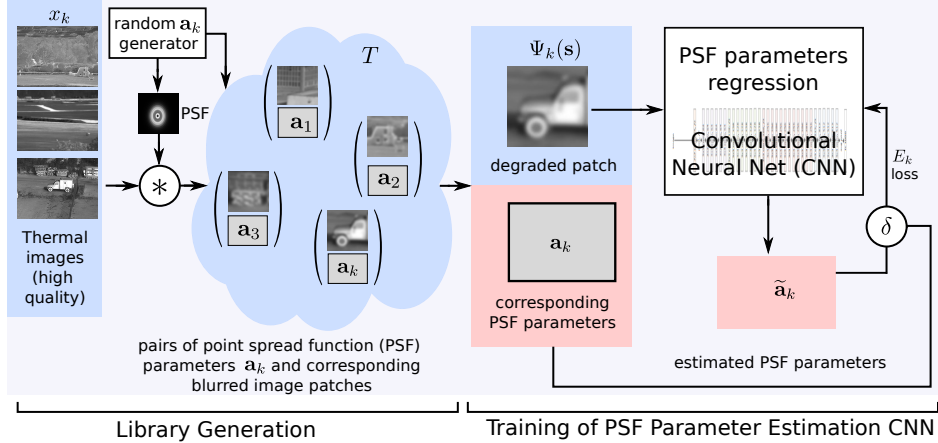 x_k
random a_k
generator
PSF
*
Thermal
images
(high
quality)
T
a_1
a_2
a_3
a_k
pairs of point spread function (PSF)
parameters a_k and corresponding
blurred image patches
Library Generation
Ψ_k(s)
degraded patch
a_k
corresponding
PSF parameters
PSF parameters
regression
Convolutional
Neural Net (CNN)
E_k
loss
δ
ã_k
estimated PSF parameters
Training of PSF Parameter Estimation CNN